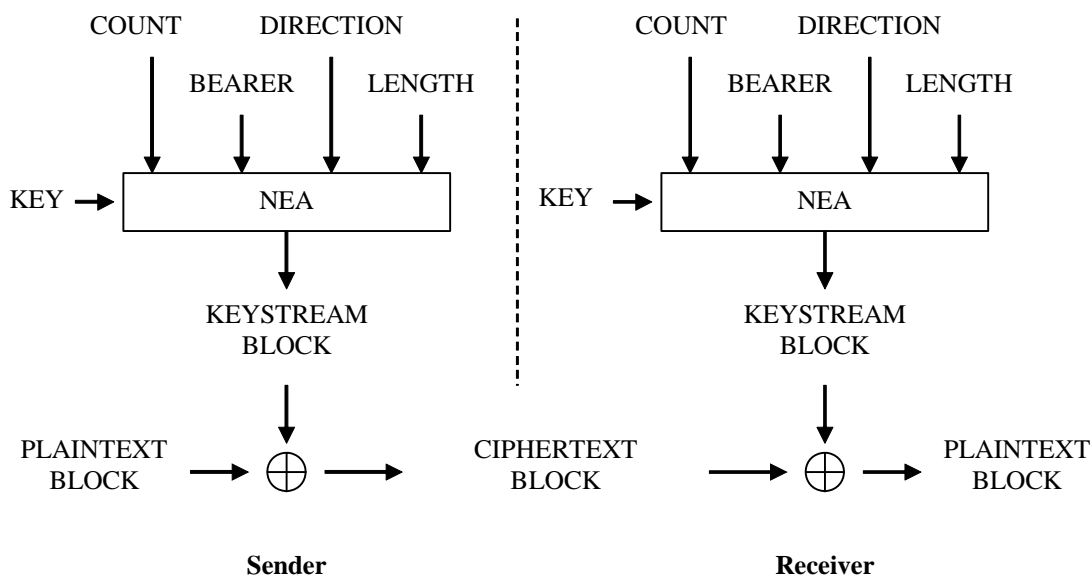 COUNT DIRECTION
BEARER LENGTH
KEY NEA
KEYSTREAM
BLOCK
PLAINTEXT
BLOCK
Sender
COUNT DIRECTION
BEARER LENGTH
KEY NEA
KEYSTREAM
BLOCK
CIPHERTEXT
BLOCK
PLAINTEXT
BLOCK
Receiver